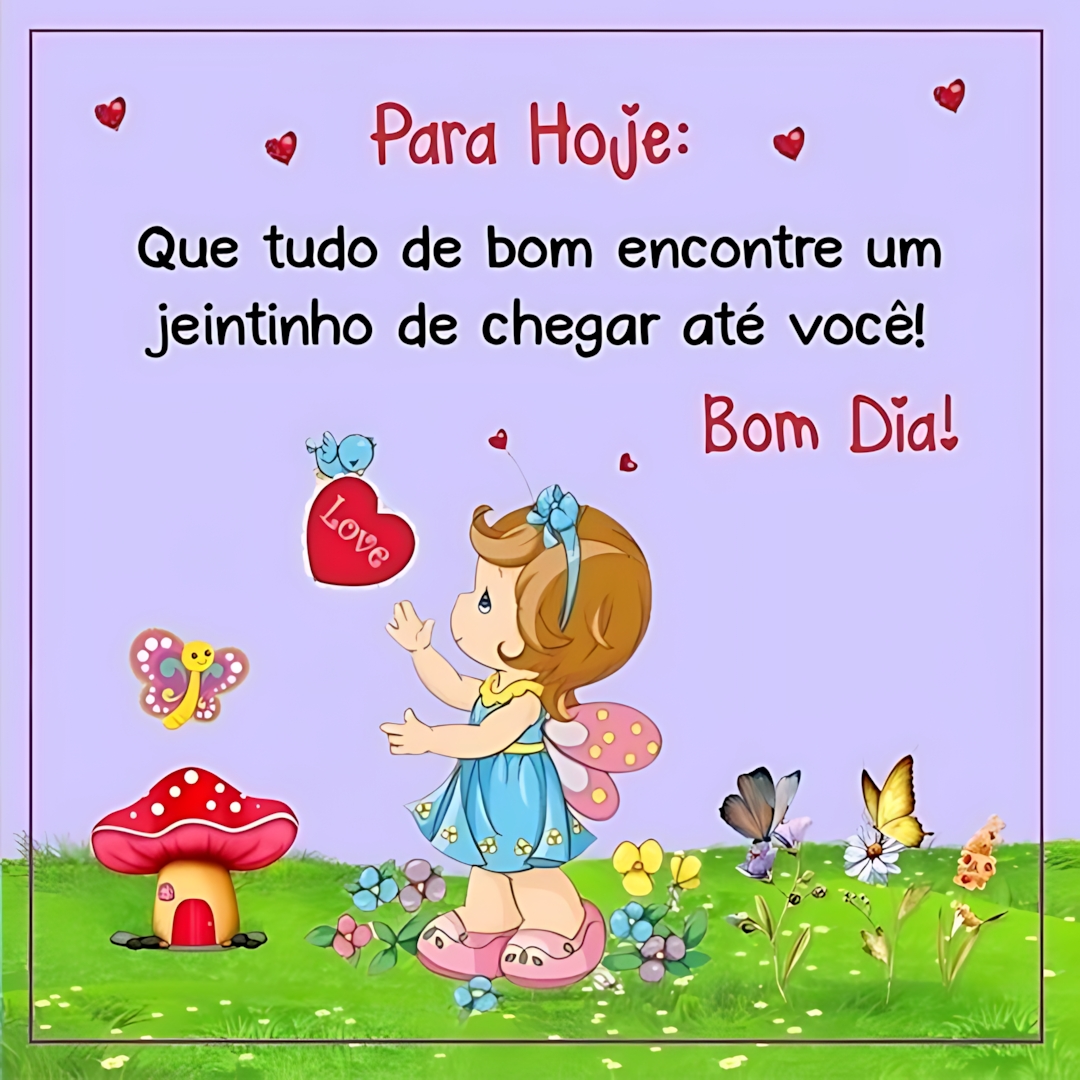 Para Hoje:
Que tudo de bom encontre um
jeintinho de chegar até você!
Bom Dia!
Love